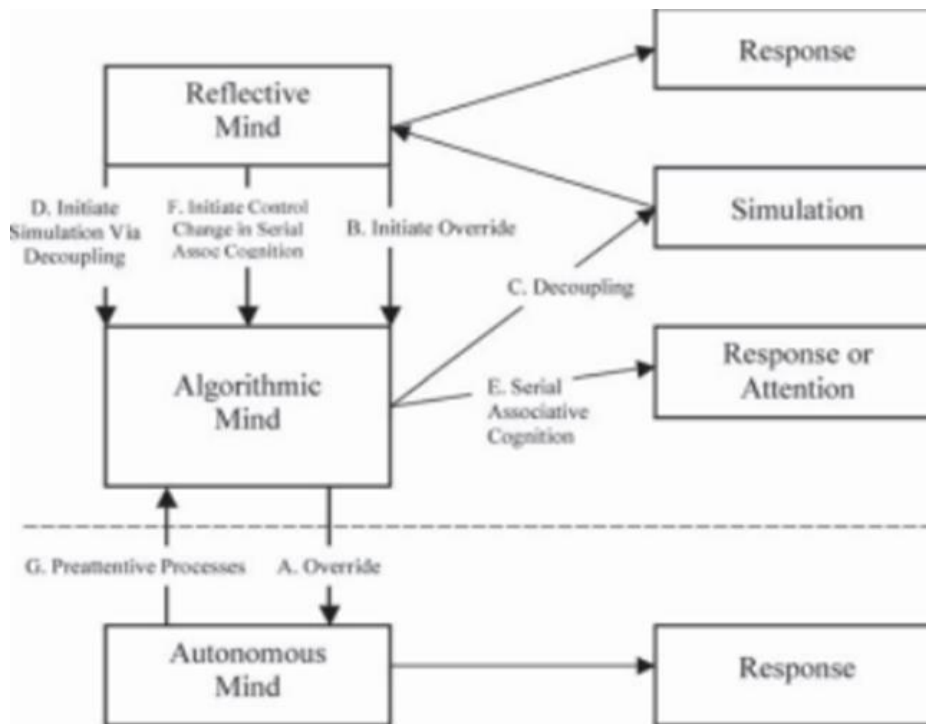 Response
Reflective
Mind
D. Initiate
Simulation Via
Decoupling
F. Initiate Control
Change in Serial
Assoc Cognition
B. Initiate Override
Simulation
C. Decoupling
Algorithmic
Mind
Response or
Attention
E. Serial
Associative
Cognition
G. Preattentive Processes
A. Override
Autonomous
Mind
Response